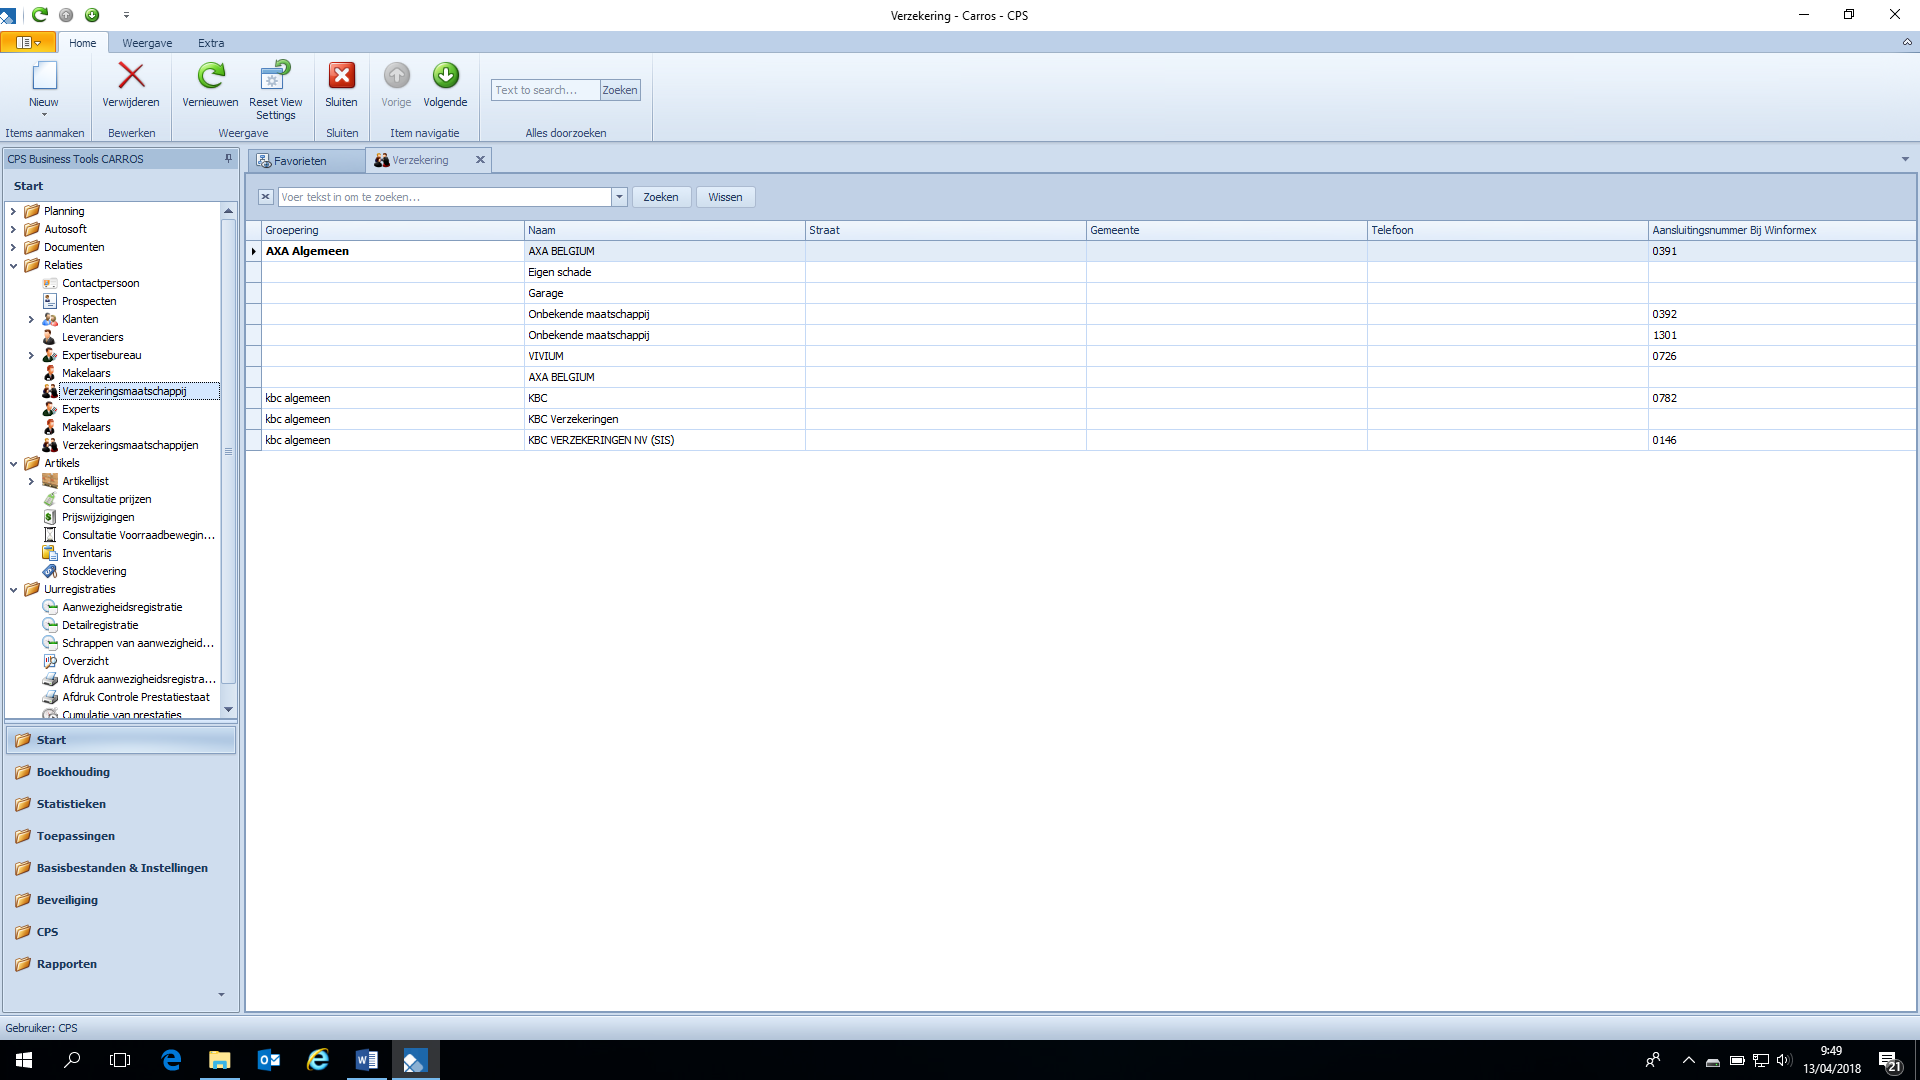 Verzekering - Carros - CPS
Home Weergave Extra
Nieuw Verwijderen Vernieuwen Reset View Settings Sluiten Vorige Volgende Text to search... Zoeken
Items aanmaken Bewerken Weergave Sluiten Item navigatie Alles doorzoeken
CPS Business Tools CARROS
Start
Planning
Autosoft
Documenten
Relaties
Contactpersoon
Prospecten
Klanten
Leveranciers
Expertisebureau
Makelaars
Verzekeringsmaatschappij
Experts
Makelaars
Verzekeringsmaatschappijen
Artikels
Artikellijst
Consultatie prijzen
Prijswijzigingen
Consultatie Voorraadbewegin...
Inventaris
Stocklevering
Uurregistraties
Aanwezigheidsregistratie
Detailregistratie
Schrappen van aanwezigheid...
Overzicht
Afdruk aanwezigheidsregistra...
Afdruk Controle Prestatiestaat
Cumulatie van prestaties
Start
Boekhouding
Statistieken
Toepassingen
Basisbestanden & Instellingen
Beveiliging
CPS
Rapporten
Favorieten Verzekering
Voer tekst in om te zoeken... Zoeken Wissen
Groepering Naam Straat Gemeente Telefoon Aansluitingsnummer Bij Winformex
AXA Algemeen AXA BELGIUM 0391
Eigen schade
Garage
Onbekende maatschappij 0392
Onbekende maatschappij 1301
VIVIUM 0726
AXA BELGIUM
kbc algemeen KBC 0782
kbc algemeen KBC Verzekeringen
kbc algemeen KBC VERZEKERINGEN NV (SIS) 0146
Gebruiker: CPS
9:49
13/04/2018
21